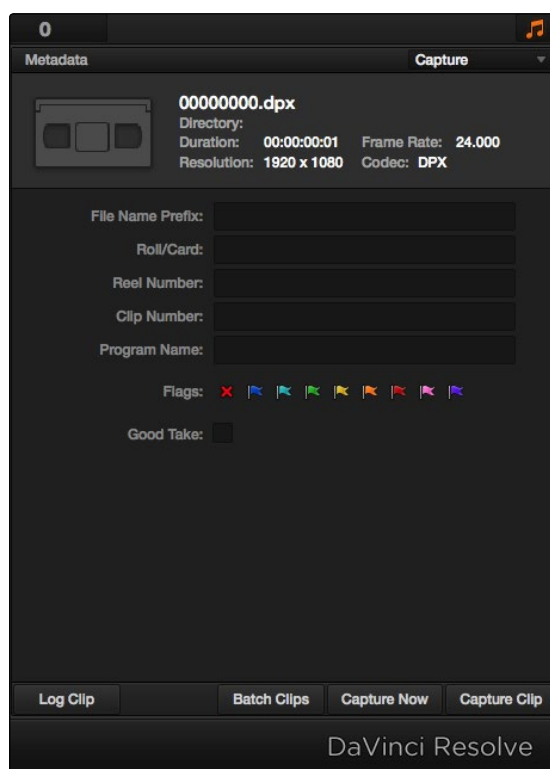 0
Metadata Capture
00000000.dpx
Directory:
Duration: 00:00:00:01 Frame Rate: 24.000
Resolution: 1920 x 1080 Codec: DPX
File Name Prefix:
Roll/Card:
Reel Number:
Clip Number:
Program Name:
Flags:
Good Take:
Log Clip Batch Clips Capture Now Capture Clip
DaVinci Resolve